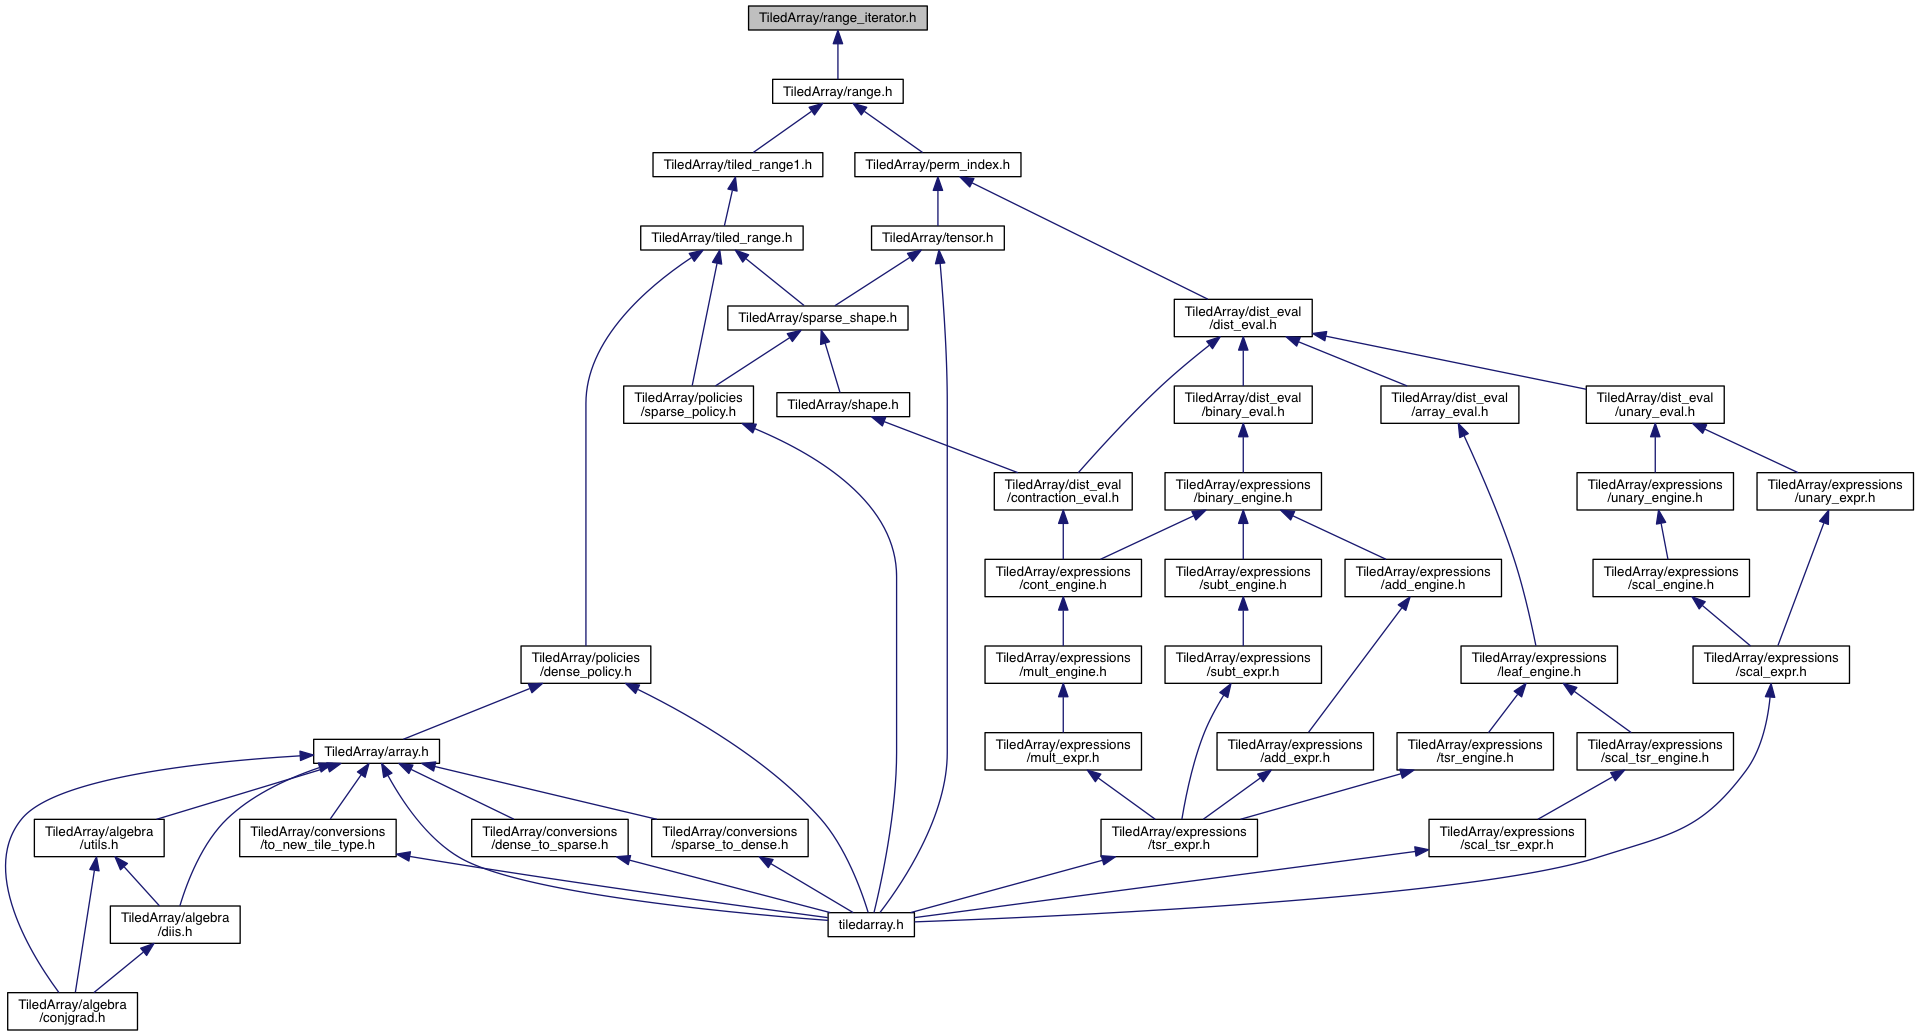 TiledArray/range_iterator.h
TiledArray/range.h
TiledArray/tiled_range1.h
TiledArray/perm_index.h
TiledArray/tiled_range.h
TiledArray/tensor.h
TiledArray/sparse_shape.h
TiledArray/dist_eval
/dist_eval.h
TiledArray/policies
/sparse_policy.h
TiledArray/shape.h
TiledArray/dist_eval
/binary_eval.h
TiledArray/dist_eval
/array_eval.h
TiledArray/dist_eval
/unary_eval.h
TiledArray/dist_eval
/contraction_eval.h
TiledArray/expressions
/binary_engine.h
TiledArray/expressions
/unary_engine.h
TiledArray/expressions
/unary_expr.h
TiledArray/expressions
/cont_engine.h
TiledArray/expressions
/subt_engine.h
TiledArray/expressions
/add_engine.h
TiledArray/expressions
/scal_engine.h
TiledArray/policies
/dense_policy.h
TiledArray/expressions
/mult_engine.h
TiledArray/expressions
/subt_expr.h
TiledArray/expressions
/leaf_engine.h
TiledArray/expressions
/scal_expr.h
TiledArray/array.h
TiledArray/expressions
/mult_expr.h
TiledArray/expressions
/add_expr.h
TiledArray/expressions
/tsr_engine.h
TiledArray/expressions
/scal_tsr_engine.h
TiledArray/algebra
/utils.h
TiledArray/conversions
/to_new_tile_type.h
TiledArray/conversions
/dense_to_sparse.h
TiledArray/conversions
/sparse_to_dense.h
TiledArray/expressions
/tsr_expr.h
TiledArray/expressions
/scal_tsr_expr.h
TiledArray/algebra
/diis.h
tiledarray.h
TiledArray/algebra
/conjgrad.h